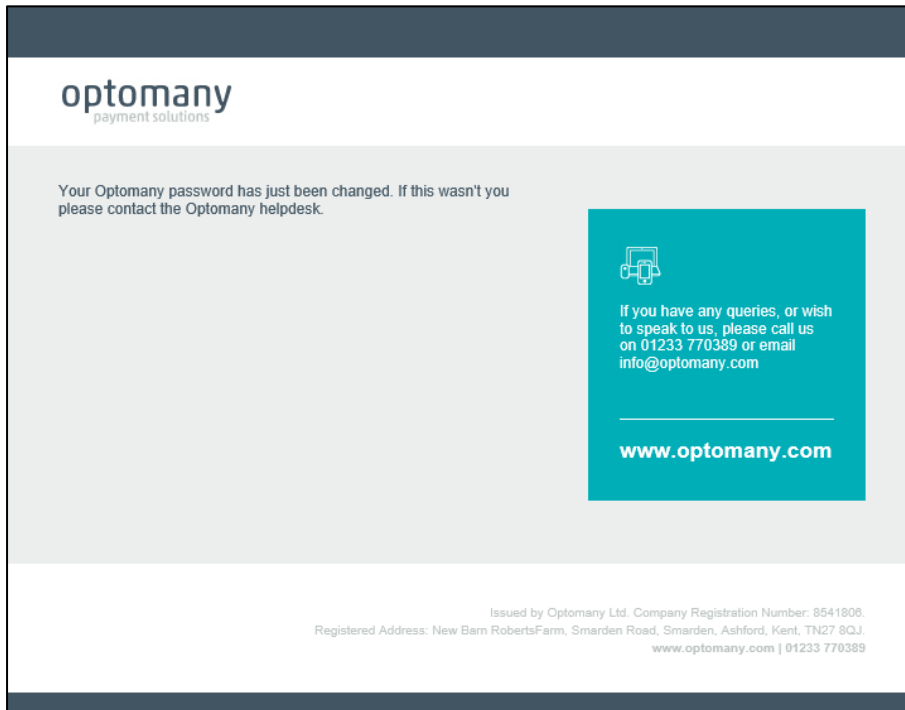 optomany
payment solutions
Your Optomany password has just been changed. If this wasn't you
please contact the Optomany helpdesk.
If you have any queries, or wish
to speak to us, please call us
on 01233 770389 or email
info@optomany.com
www.optomany.com
Issued by Optomany Ltd. Company Registration Number: 8541806.
Registered Address: New Barn RobertsFarm, Smarden Road, Smarden, Ashford, Kent, TN27 8QJ.
www.optomany.com | 01233 770389